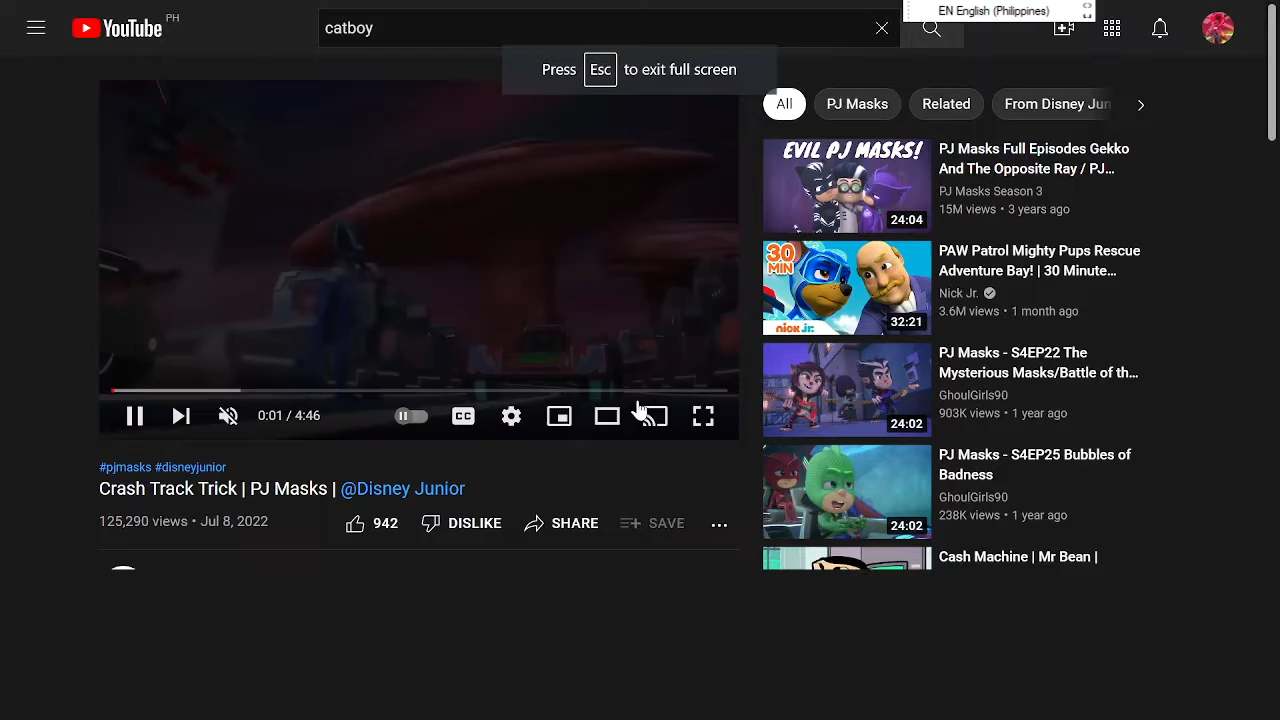 YouTube PH
catboy
EN English (Philippines)
Press Esc to exit full screen
0:01 / 4:46
CC
#pjmasks #disneyjunior
Crash Track Trick | PJ Masks | @Disney Junior
125,290 views • Jul 8, 2022
942 DISLIKE SHARE SAVE
All PJ Masks Related From Disney Jun
EVIL PJ MASKS!
24:04
PJ Masks Full Episodes Gekko
And The Opposite Ray / PJ...
PJ Masks Season 3
15M views • 3 years ago
30
MIN
nick jr.
32:21
PAW Patrol Mighty Pups Rescue
Adventure Bay! | 30 Minute...
Nick Jr.
3.6M views • 1 month ago
24:02
PJ Masks - S4EP22 The
Mysterious Masks/Battle of th...
GhoulGirls90
903K views • 1 year ago
24:02
PJ Masks - S4EP25 Bubbles of
Badness
GhoulGirls90
238K views • 1 year ago
Cash Machine | Mr Bean |